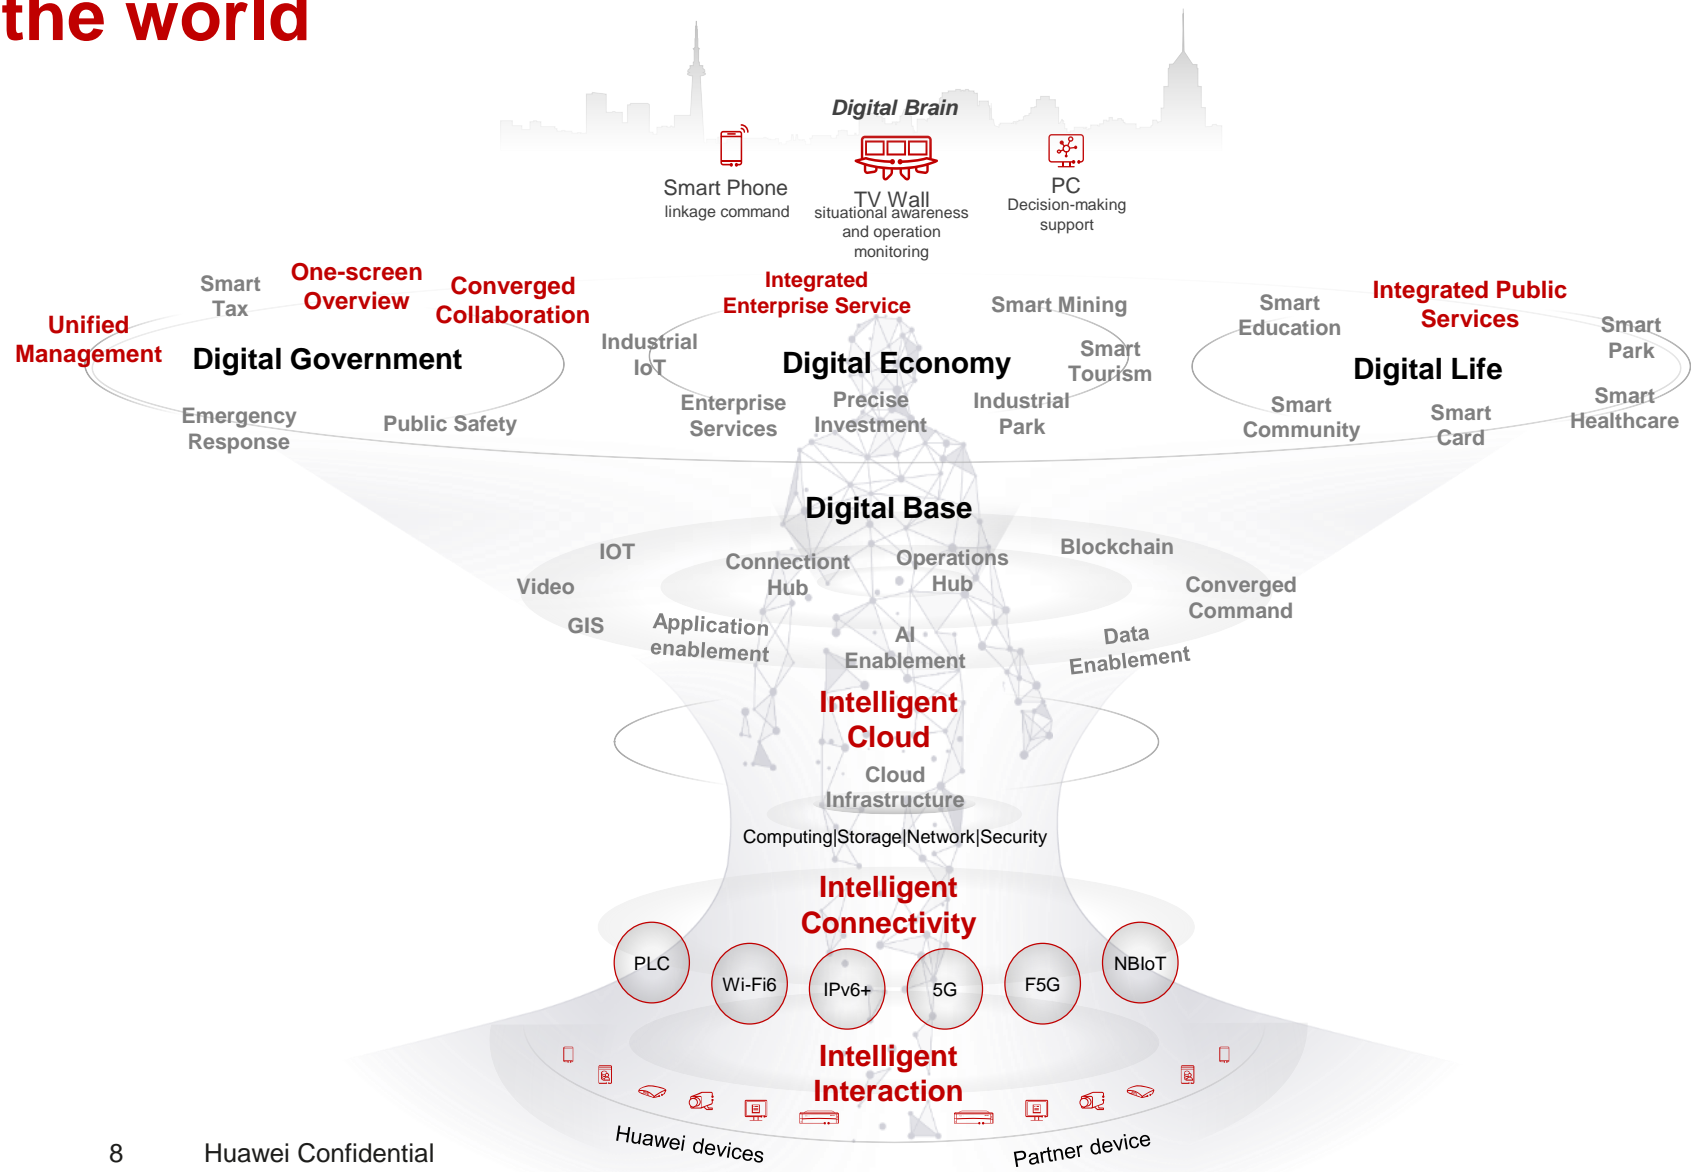 the world
Digital Brain
Smart Phone
linkage command
TV Wall
situational awareness
and operation
monitoring
PC
Decision-making
support
Unified
Management
Smart
Tax
One-screen
Overview
Converged
Collaboration
Digital Government
Emergency
Response
Public Safety
Integrated
Enterprise Service
Industrial
IoT
Smart Mining
Smart
Tourism
Digital Economy
Enterprise
Services
Precise
Investment
Industrial
Park
Smart
Education
Integrated Public
Services
Smart
Park
Digital Life
Smart
Community
Smart
Card
Smart
Healthcare
Digital Base
IOT
Video
GIS
Connectiont
Hub
Operations
Hub
Blockchain
Converged
Command
Application
enablement
AI
Enablement
Data
Enablement
Intelligent
Cloud
Cloud
Infrastructure
Computing|Storage|Network|Security
Intelligent
Connectivity
PLC
Wi-Fi6
IPv6+
5G
F5G
NBIoT
Intelligent
Interaction
Huawei devices
Partner device
8 Huawei Confidential